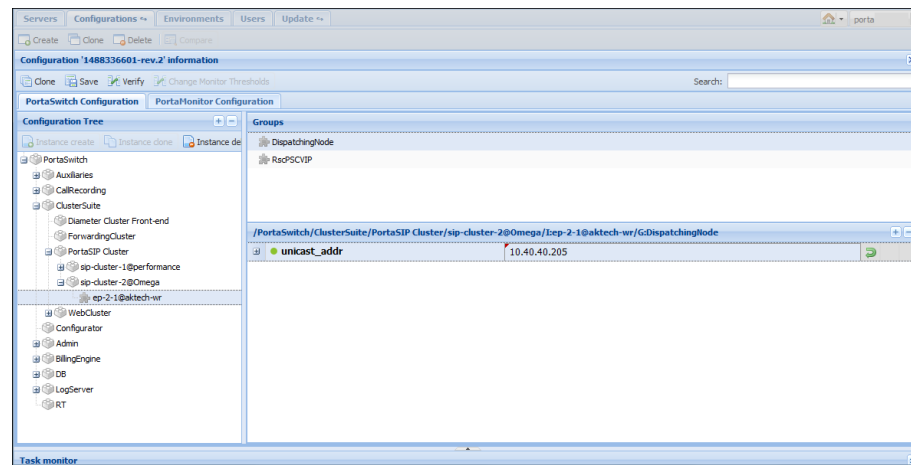 Servers Configurations Environments Users Update porta
Create Clone Delete Compare
Configuration '1488336601-rev.2' information
Clone Save Verify Change Monitor Thresholds Search:
PortaSwitch Configuration PortaMonitor Configuration
Configuration Tree Groups
Instance create Instance clone Instance de DispatchingNode
PortaSwitch RscPSCVIP
Auxiliaries
CallRecording
ClusterSuite
Diameter Cluster Front-end
ForwardingCluster /PortaSwitch/ClusterSuite/PortaSIP Cluster/sip-cluster-2@Omega/I:ep-2-1@aktech-wr/G:DispatchingNode
PortaSIP Cluster unicast_addr 10.40.40.205
sip-cluster-1@performance
sip-cluster-2@Omega
ep-2-1@aktech-wr
WebCluster
Configurator
Admin
BillingEngine
DB
LogServer
RT
Task monitor